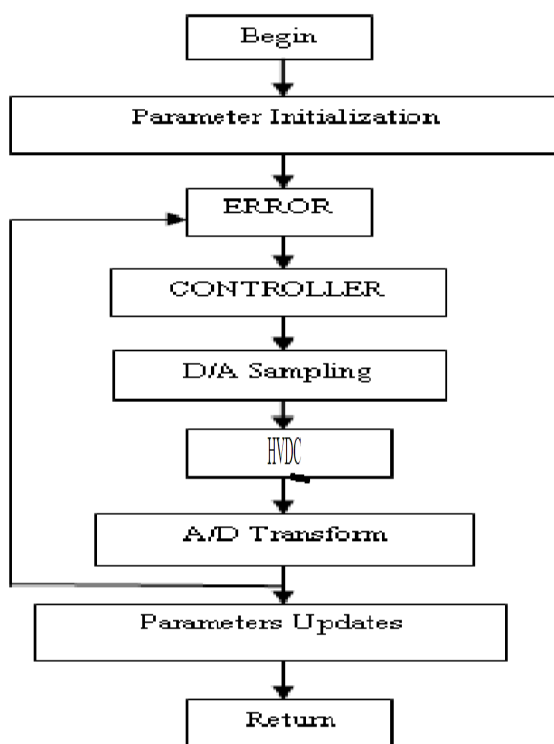 Begin
Parameter Initialization
ERROR
CONTROLLER
D/A Sampling
HVDC
A/D Transform
Parameters Updates
Return